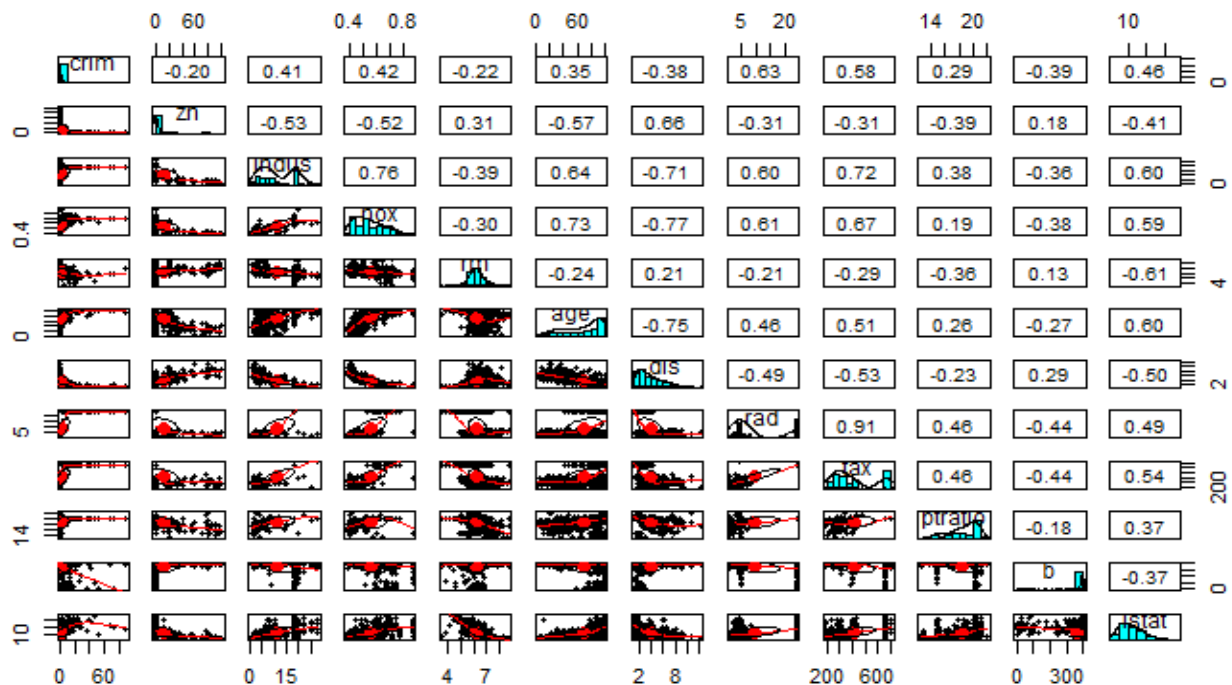 0 60 0.4 0.8 0 60 5 20 14 20 10
crim -0.20 0.41 0.42 -0.22 0.35 -0.38 0.63 0.58 0.29 -0.39 0.46 0
0 zn -0.53 -0.52 0.31 -0.57 0.66 -0.31 -0.31 -0.39 0.18 -0.41
indus 0.76 -0.39 0.64 -0.71 0.60 0.72 0.38 -0.36 0.60 0
0.4 nox -0.30 0.73 -0.77 0.61 0.67 0.19 -0.38 0.59
rm -0.24 0.21 -0.21 -0.29 -0.36 0.13 -0.61 4
0 age -0.75 0.46 0.51 0.26 -0.27 0.60
dis -0.49 -0.53 -0.23 0.29 -0.50 2
5 rad 0.91 0.46 -0.44 0.49
tax 0.46 -0.44 0.54 200
14 ptratio -0.18 0.37
b -0.37 0
10 lstat
0 60 0 15 4 7 2 8 200 600 0 300